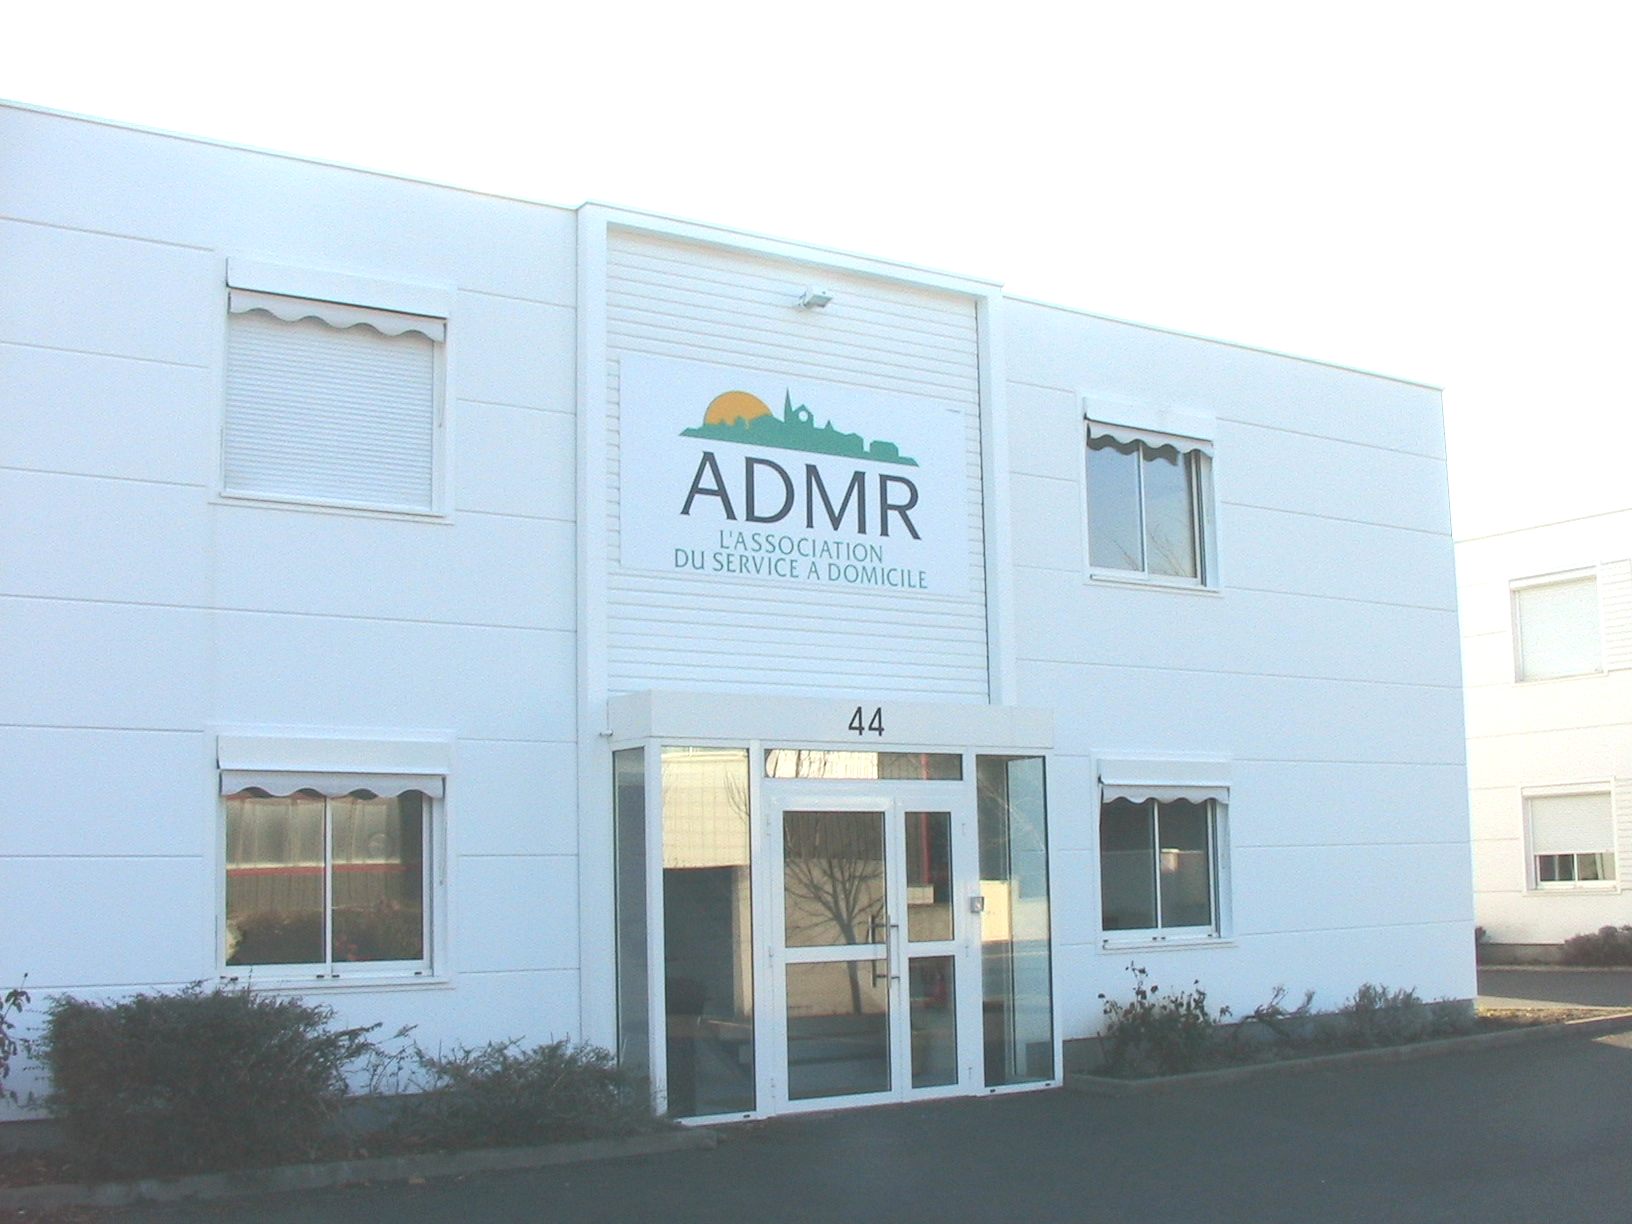 ADMR
L'ASSOCIATION
DU SERVICE A DOMICILE
44